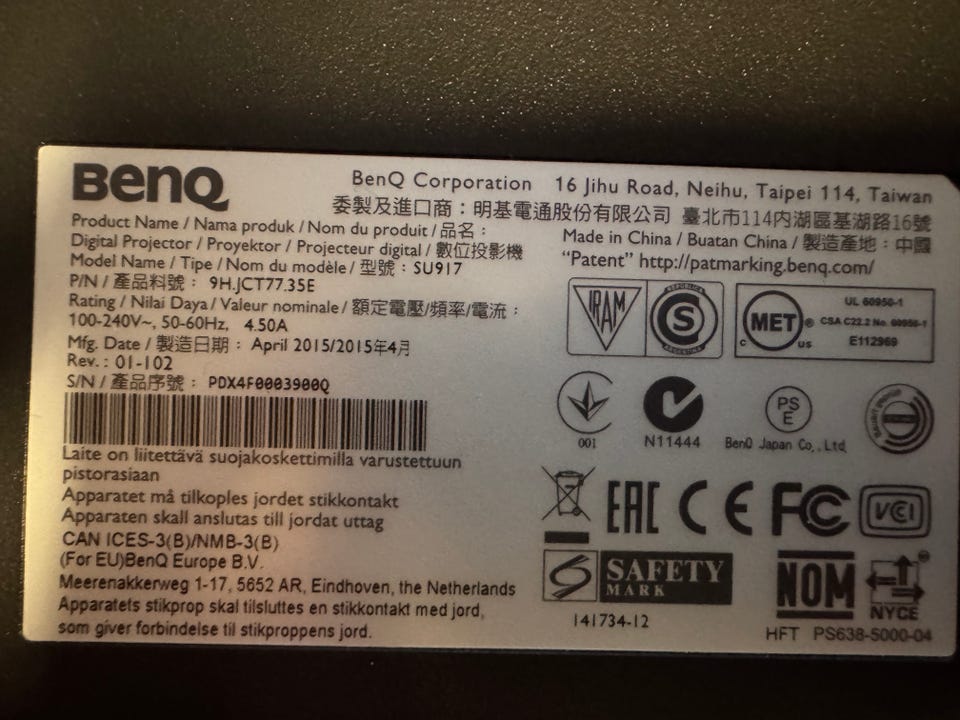 BenQ
BenQ Corporation 16 Jihu Road, Neihu, Taipei 114, Taiwan
委製及進口商：明基電通股份有限公司 臺北市114內湖區基湖路16號
Product Name / Nama produk / Nom du produit / 品名：
Digital Projector / Proyektor / Projecteur digital / 數位投影機
Model Name / Tipe / Nom du modèle / 型號：SU917
P/N / 產品料號： 9H.JCT77.35E
Rating / Nilai Daya / Valeur nominale / 額定電壓/頻率/電流：
100-240V~, 50-60Hz, 4.50A
Mfg. Date / 製造日期： April 2015/2015年4月
Rev. : 01-102
S/N / 產品序號： PDX4F0003900Q
Made in China / Buatan China / 製造產地：中國
"Patent" http://patmarking.benq.com/
IRAM
REPUBLICA
S
ARGENTINA
MET®
C US
UL 60950-1
CSA C22.2 No. 60950-1
E112969
001
N11444
PS
E
BenQ Japan Co., Ltd.
Laite on liitettävä suojakoskettimilla varustettuun
pistorasiaan
Apparatet må tilkoples jordet stikkontakt
Apparaten skall anslutas till jordat uttag
CAN ICES-3(B)/NMB-3(B)
(For EU)BenQ Europe B.V.
Meerenakkerweg 1-17, 5652 AR, Eindhoven, the Netherlands
Apparatets stikprop skal tilsluttes en stikkontakt med jord,
som giver forbindelse til stikproppens jord.
EAC CE FC VCI
SAFETY
MARK
141734-12
NOM
NYCE
HFT PS638-5000-04